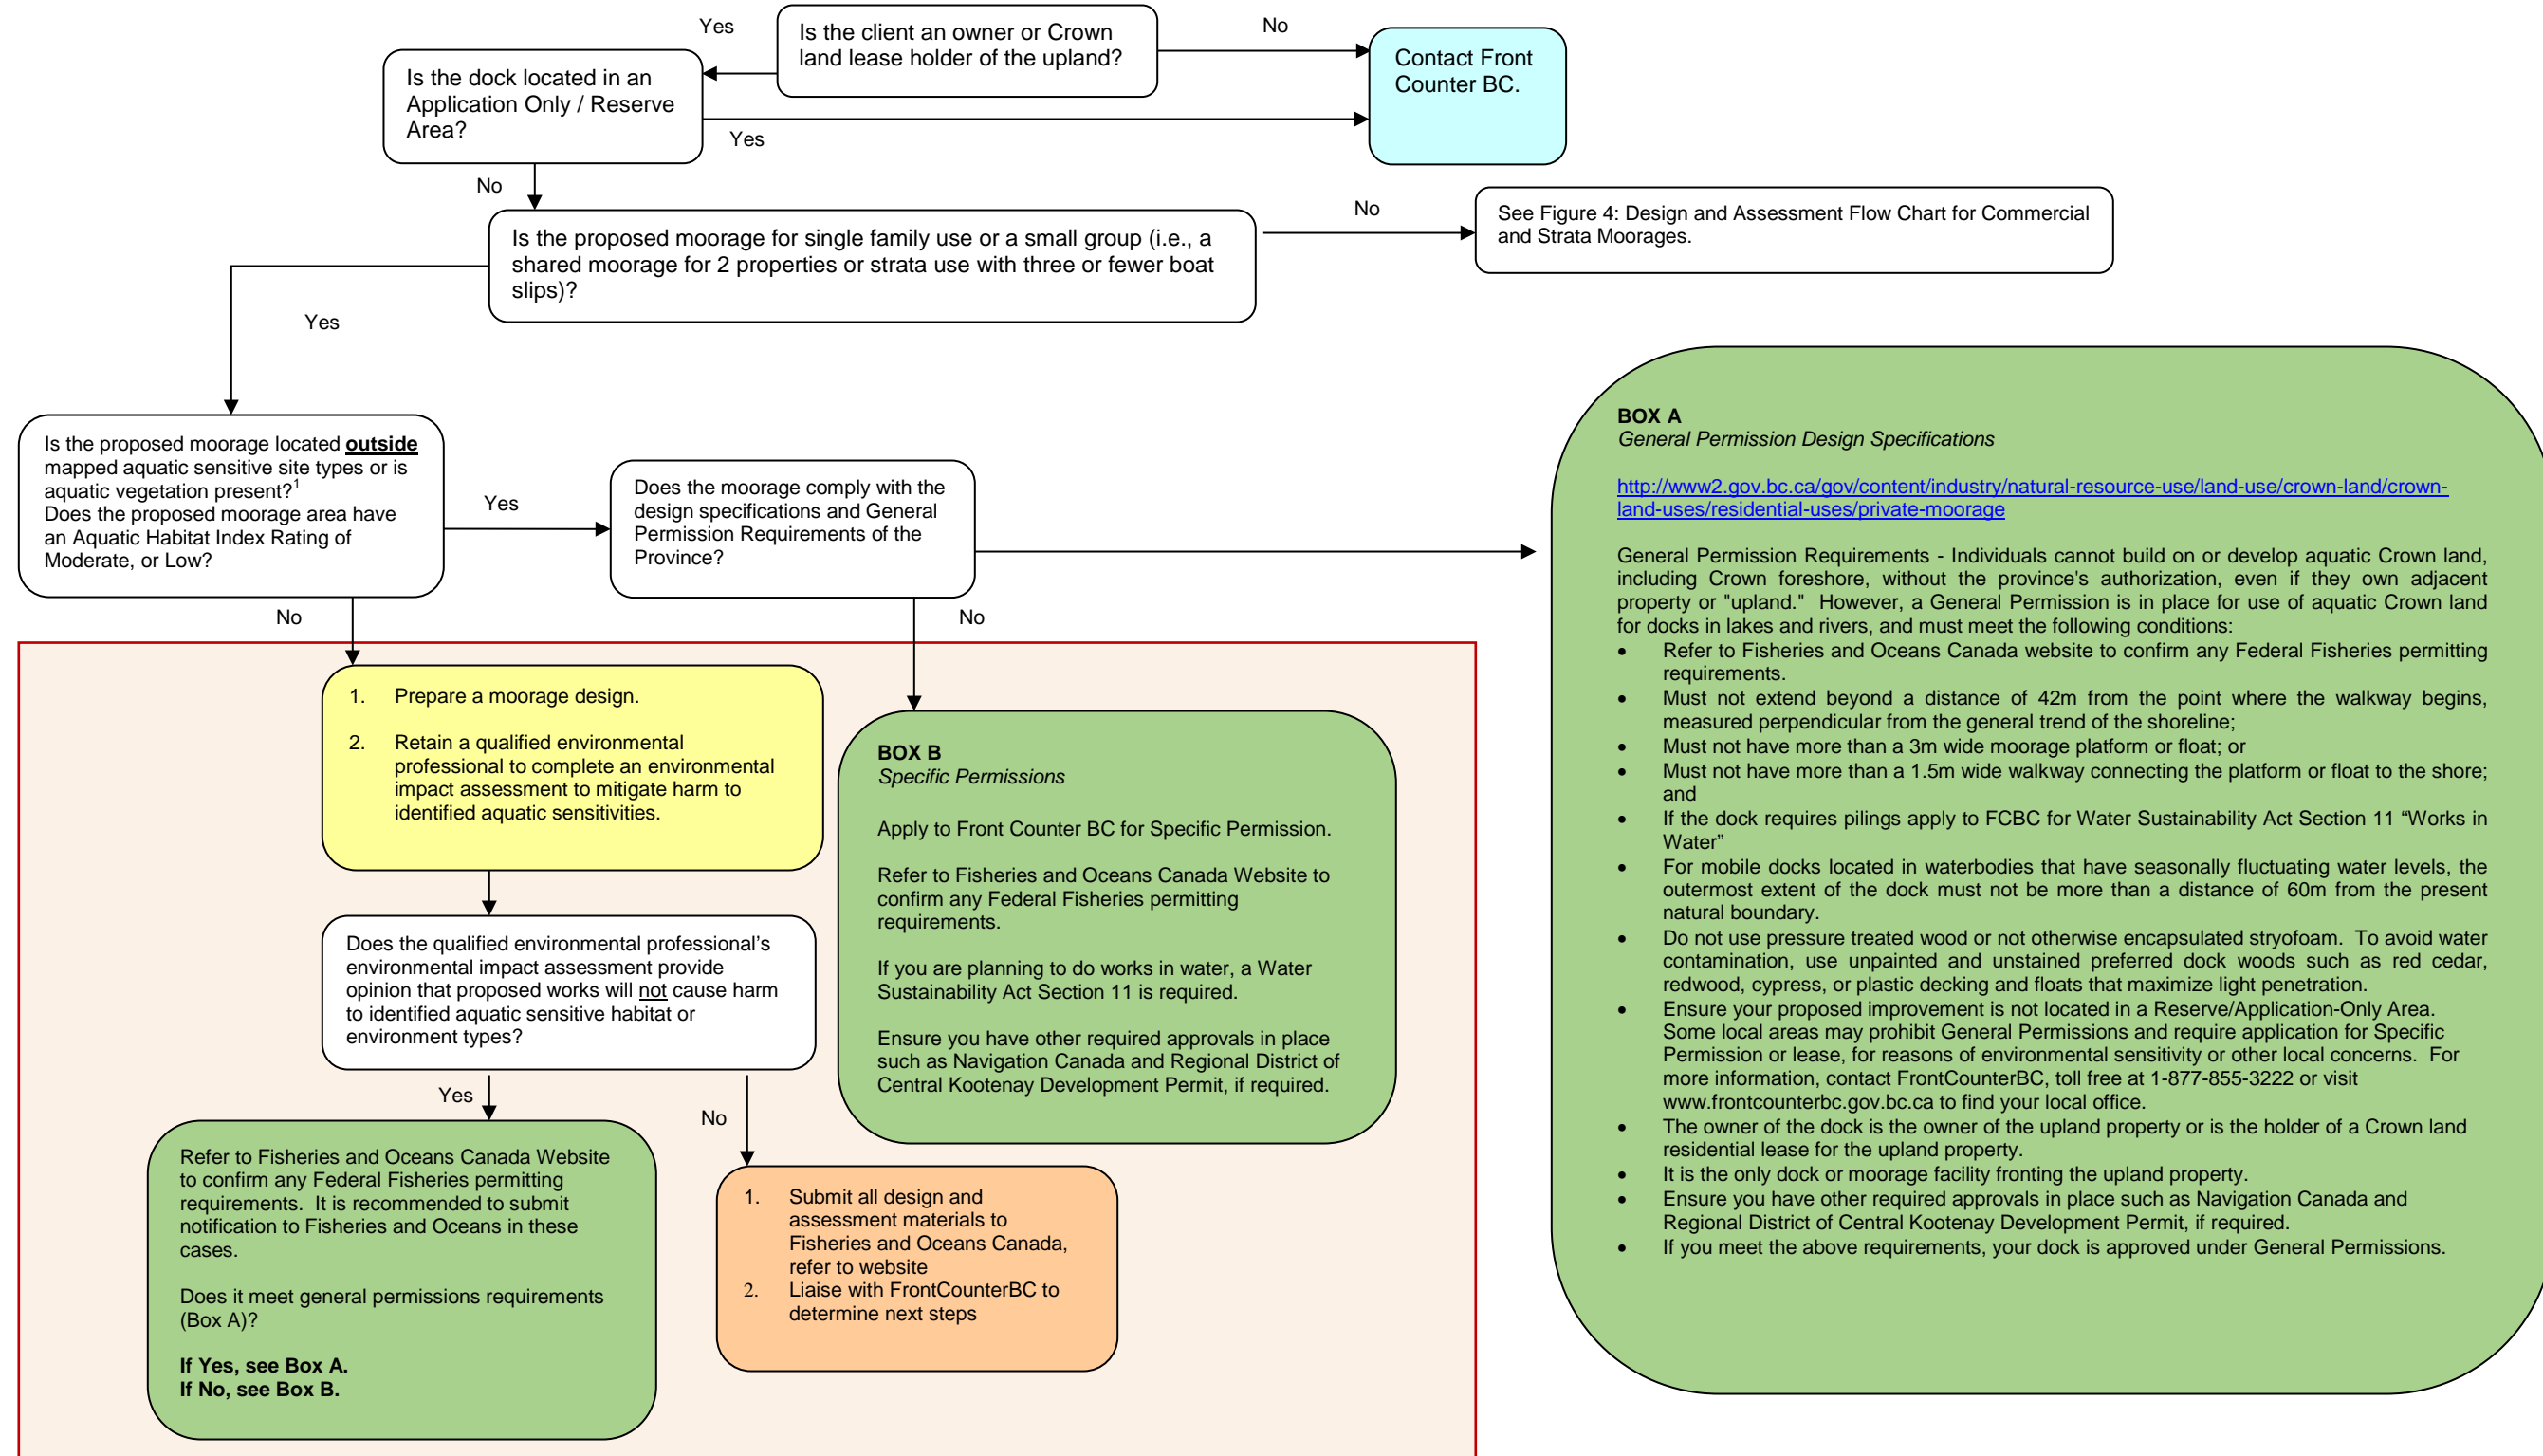 Yes
Is the client an owner or Crown
land lease holder of the upland?
No
Contact Front
Counter BC.
Is the dock located in an
Application Only / Reserve
Area?
Yes
No
Is the proposed moorage for single family use or a small group (i.e., a
shared moorage for 2 properties or strata use with three or fewer boat
slips)?
No
See Figure 4: Design and Assessment Flow Chart for Commercial
and Strata Moorages.
Yes
Is the proposed moorage located outside
mapped aquatic sensitive site types or is
aquatic vegetation present?1
Does the proposed moorage area have
an Aquatic Habitat Index Rating of
Moderate, or Low?
Yes
Does the moorage comply with the
design specifications and General
Permission Requirements of the
Province?
No
No
1. Prepare a moorage design.
2. Retain a qualified environmental
professional to complete an environmental
impact assessment to mitigate harm to
identified aquatic sensitivities.
Does the qualified environmental professional’s
environmental impact assessment provide
opinion that proposed works will not cause harm
to identified aquatic sensitive habitat or
environment types?
Yes
No
Refer to Fisheries and Oceans Canada Website
to confirm any Federal Fisheries permitting
requirements. It is recommended to submit
notification to Fisheries and Oceans in these
cases.
Does it meet general permissions requirements
(Box A)?
If Yes, see Box A.
If No, see Box B.
1. Submit all design and
assessment materials to
Fisheries and Oceans Canada,
refer to website
2. Liaise with FrontCounterBC to
determine next steps
BOX B
Specific Permissions
Apply to Front Counter BC for Specific Permission.
Refer to Fisheries and Oceans Canada Website to
confirm any Federal Fisheries permitting
requirements.
If you are planning to do works in water, a Water
Sustainability Act Section 11 is required.
Ensure you have other required approvals in place
such as Navigation Canada and Regional District of
Central Kootenay Development Permit, if required.
BOX A
General Permission Design Specifications
http://www2.gov.bc.ca/gov/content/industry/natural-resource-use/land-use/crown-land/crown-
land-uses/residential-uses/private-moorage
General Permission Requirements - Individuals cannot build on or develop aquatic Crown land,
including Crown foreshore, without the province's authorization, even if they own adjacent
property or "upland." However, a General Permission is in place for use of aquatic Crown land
for docks in lakes and rivers, and must meet the following conditions:
• Refer to Fisheries and Oceans Canada website to confirm any Federal Fisheries permitting
requirements.
• Must not extend beyond a distance of 42m from the point where the walkway begins,
measured perpendicular from the general trend of the shoreline;
• Must not have more than a 3m wide moorage platform or float; or
• Must not have more than a 1.5m wide walkway connecting the platform or float to the shore;
and
• If the dock requires pilings apply to FCBC for Water Sustainability Act Section 11 “Works in
Water”
• For mobile docks located in waterbodies that have seasonally fluctuating water levels, the
outermost extent of the dock must not be more than a distance of 60m from the present
natural boundary.
• Do not use pressure treated wood or not otherwise encapsulated stryofoam. To avoid water
contamination, use unpainted and unstained preferred dock woods such as red cedar,
redwood, cypress, or plastic decking and floats that maximize light penetration.
• Ensure your proposed improvement is not located in a Reserve/Application-Only Area.
Some local areas may prohibit General Permissions and require application for Specific
Permission or lease, for reasons of environmental sensitivity or other local concerns. For
more information, contact FrontCounterBC, toll free at 1-877-855-3222 or visit
www.frontcounterbc.gov.bc.ca to find your local office.
• The owner of the dock is the owner of the upland property or is the holder of a Crown land
residential lease for the upland property.
• It is the only dock or moorage facility fronting the upland property.
• Ensure you have other required approvals in place such as Navigation Canada and
Regional District of Central Kootenay Development Permit, if required.
• If you meet the above requirements, your dock is approved under General Permissions.